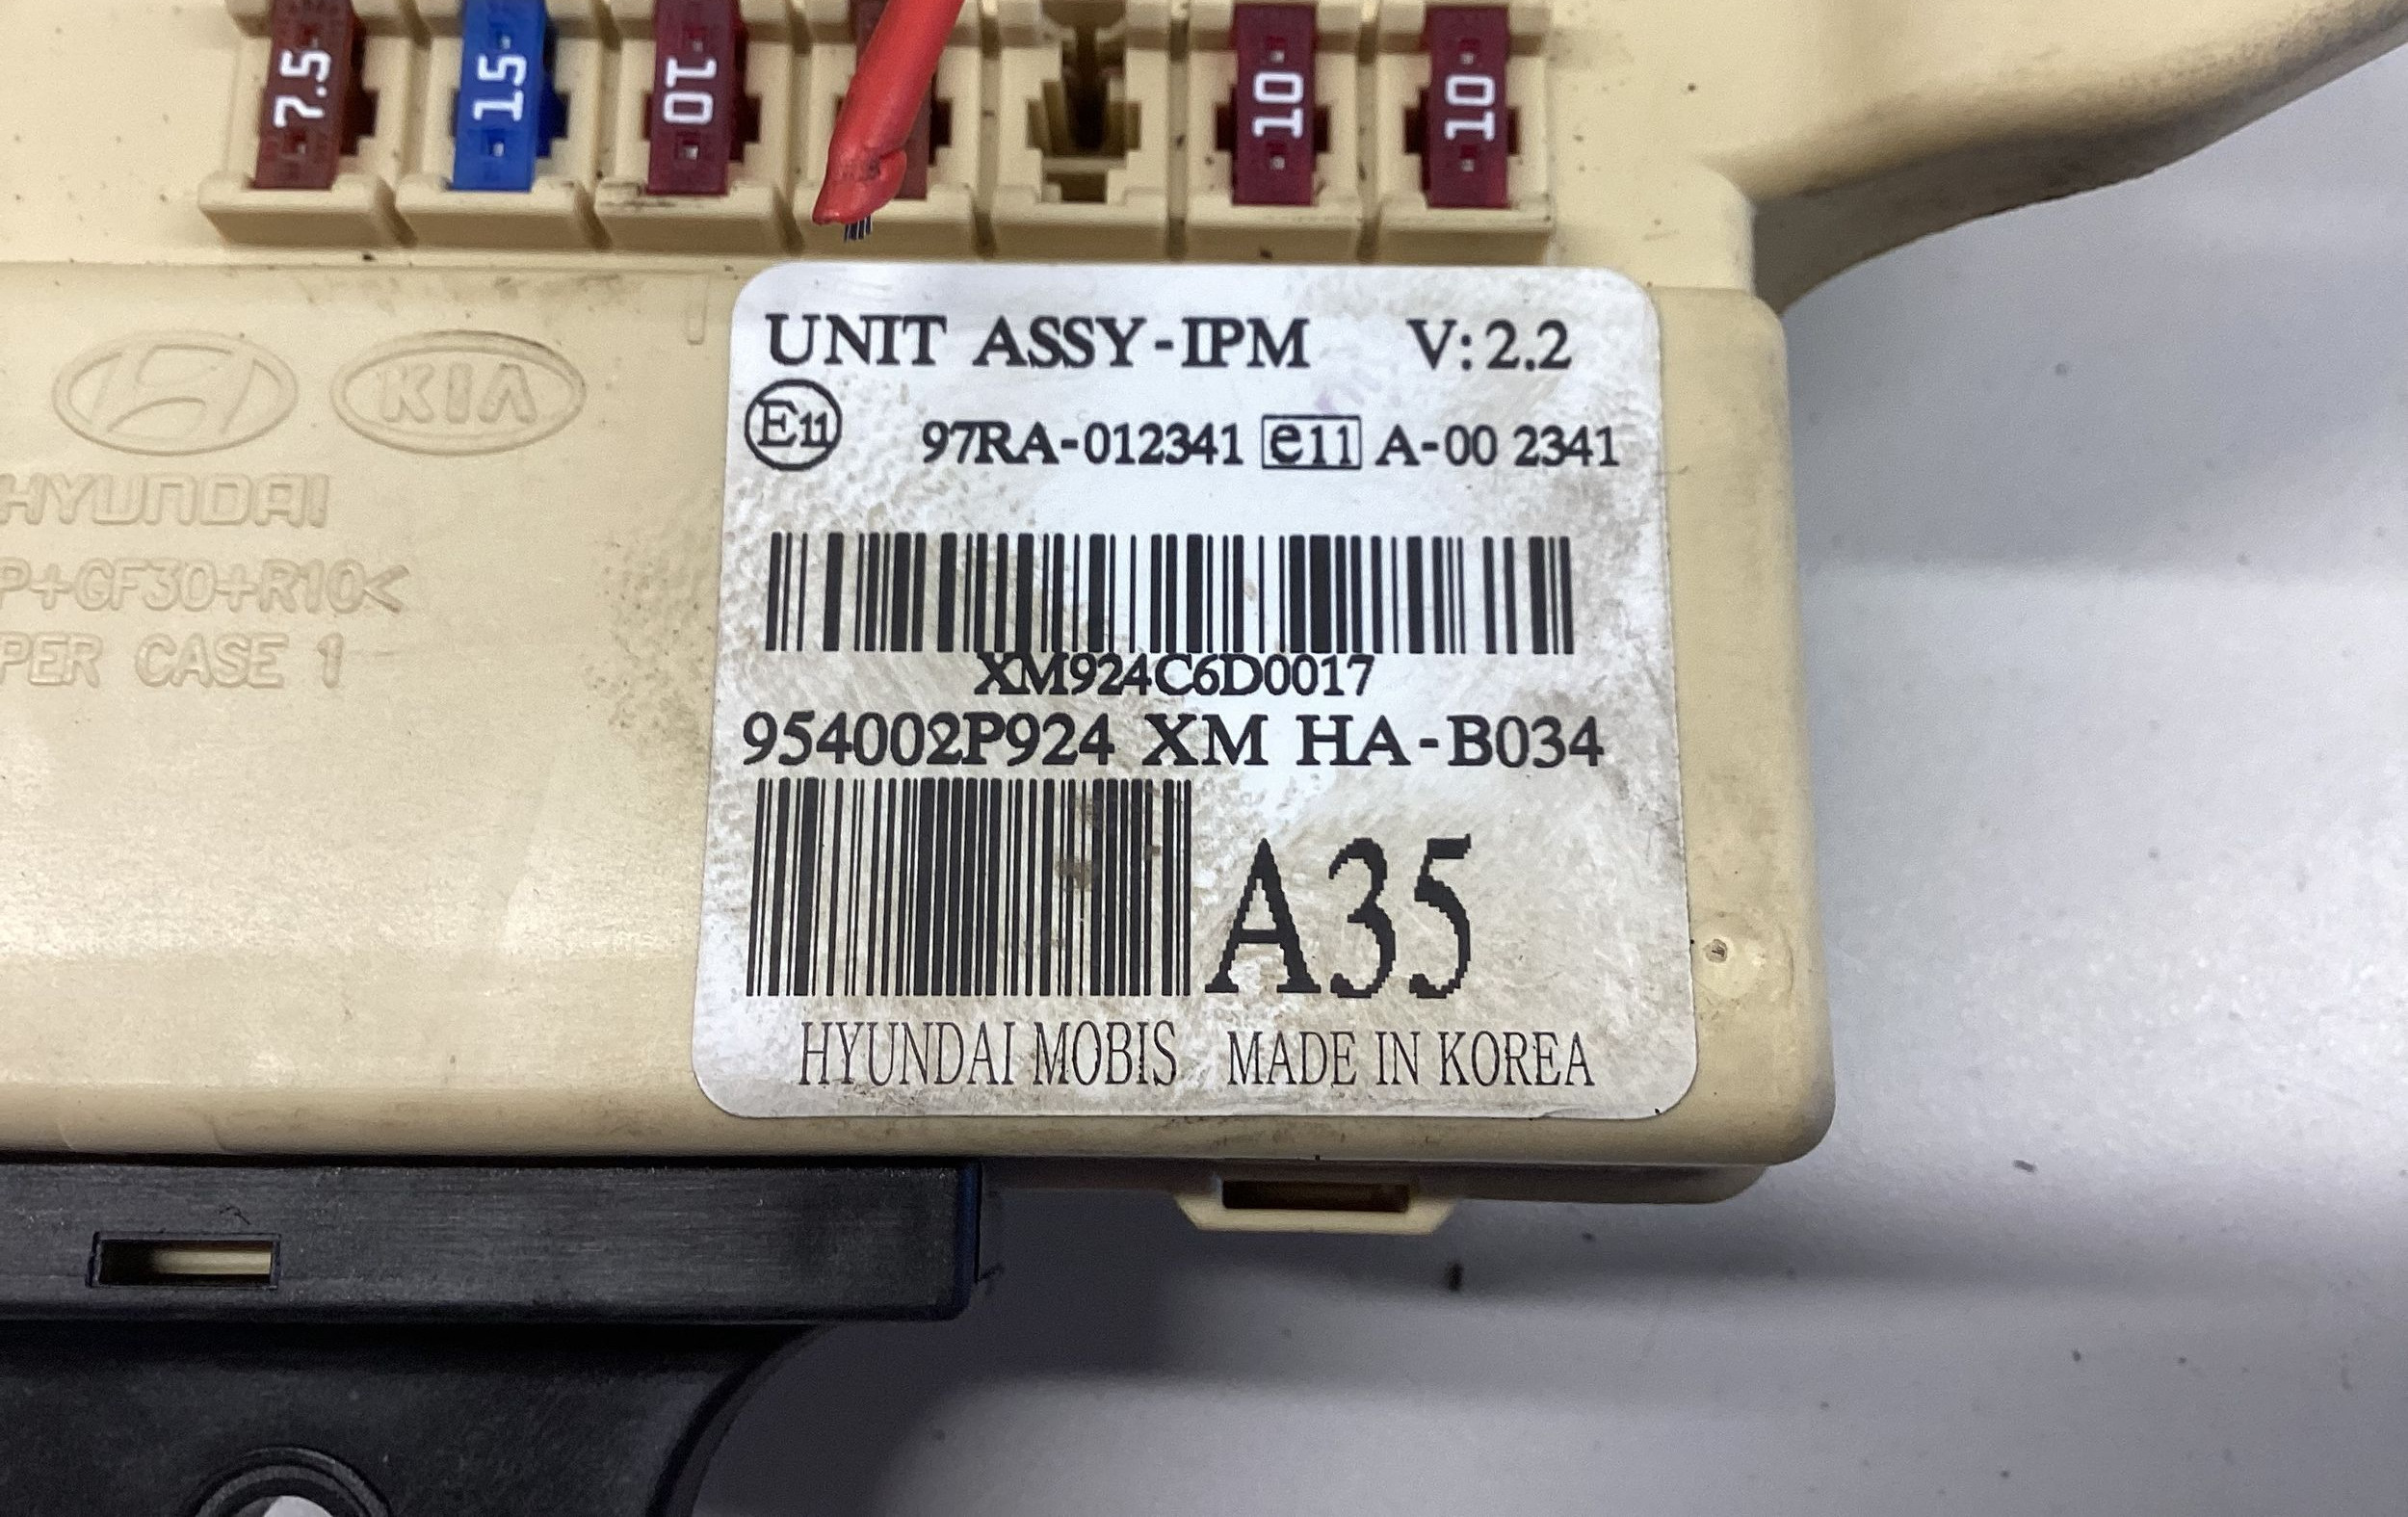 7.5 15 10 10 10
UNIT ASSY-IPM V:2.2
E11 97RA-012341 e11 A-00 2341
XM924C6D0017
954002P924 XM HA-B034
A35
HYUNDAI MOBIS MADE IN KOREA
KIA
HYUNDAI
P+GF30+R10<
PER CASE 1